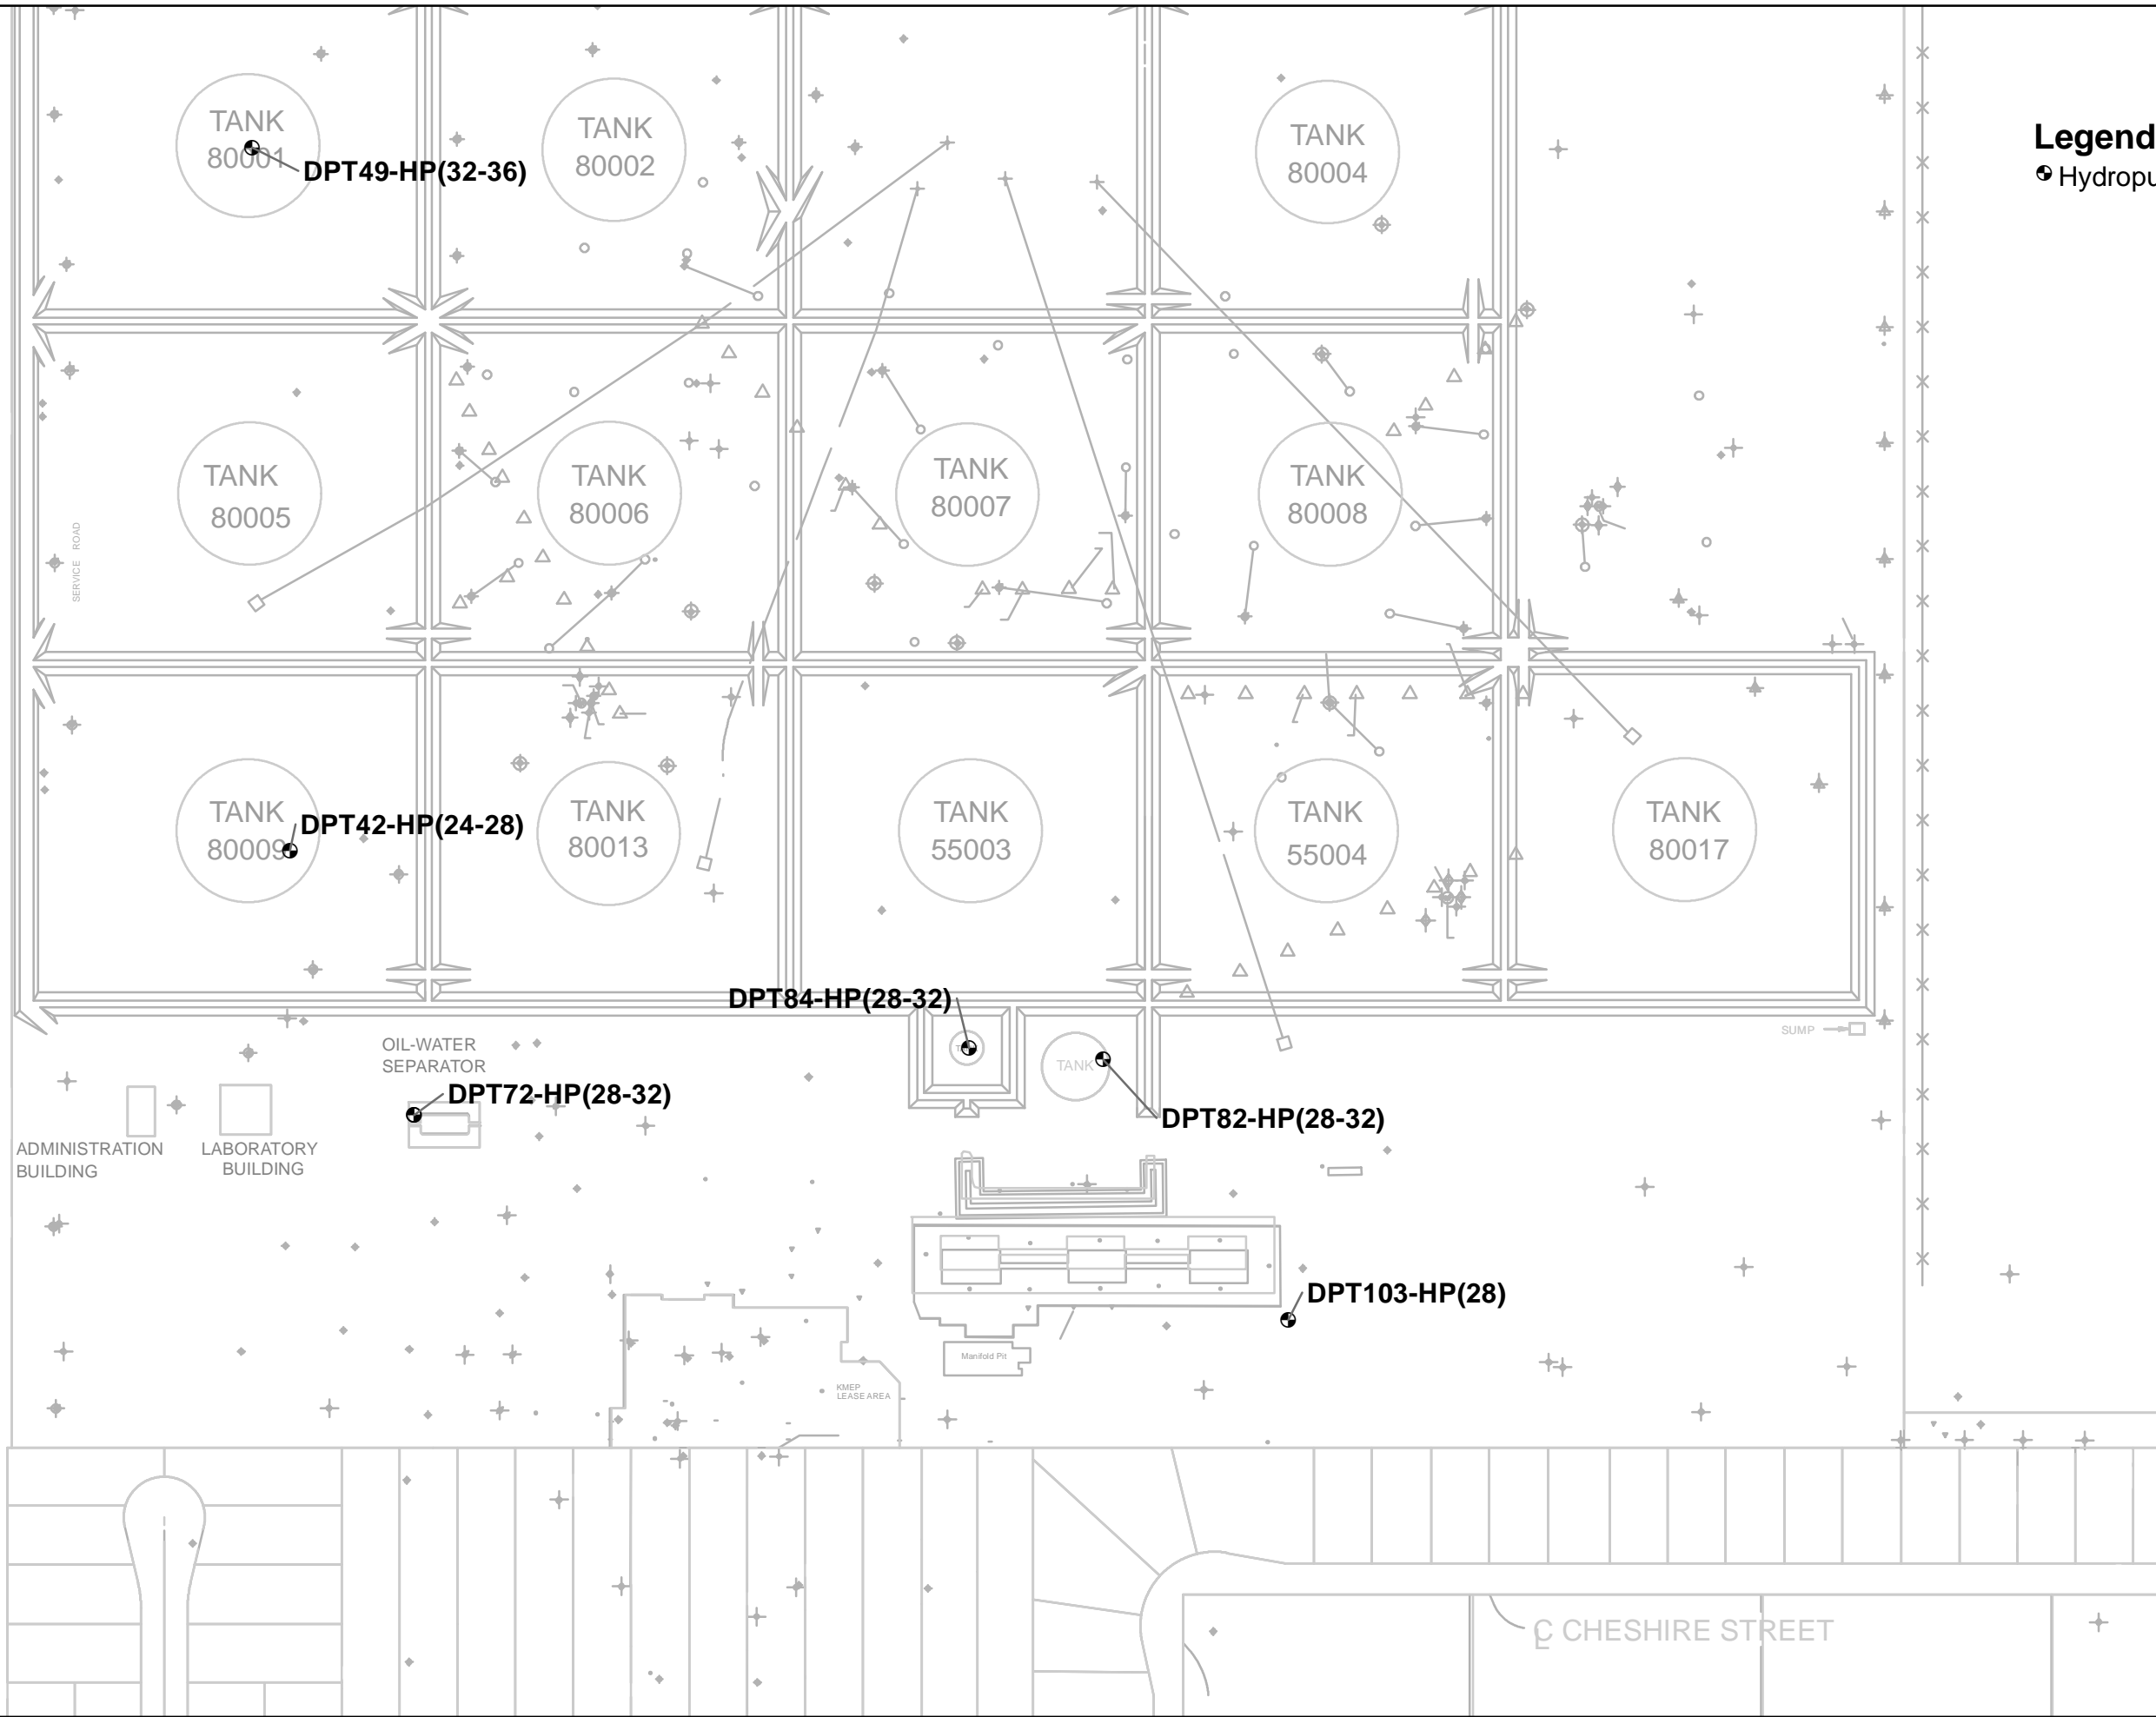 TANK
80001
DPT49-HP(32-36)
TANK
80002
TANK
80004
Legend
Hydropu
TANK
80005
TANK
80006
TANK
80007
TANK
80008
SERVICE ROAD
TANK
80009
DPT42-HP(24-28)
TANK
80013
TANK
55003
TANK
55004
TANK
80017
DPT84-HP(28-32)
SUMP
OIL-WATER
SEPARATOR
TANK
DPT72-HP(28-32)
DPT82-HP(28-32)
ADMINISTRATION
BUILDING
LABORATORY
BUILDING
DPT103-HP(28)
Manifold Pit
KMEP
LEASE AREA
CL CHESHIRE STREET